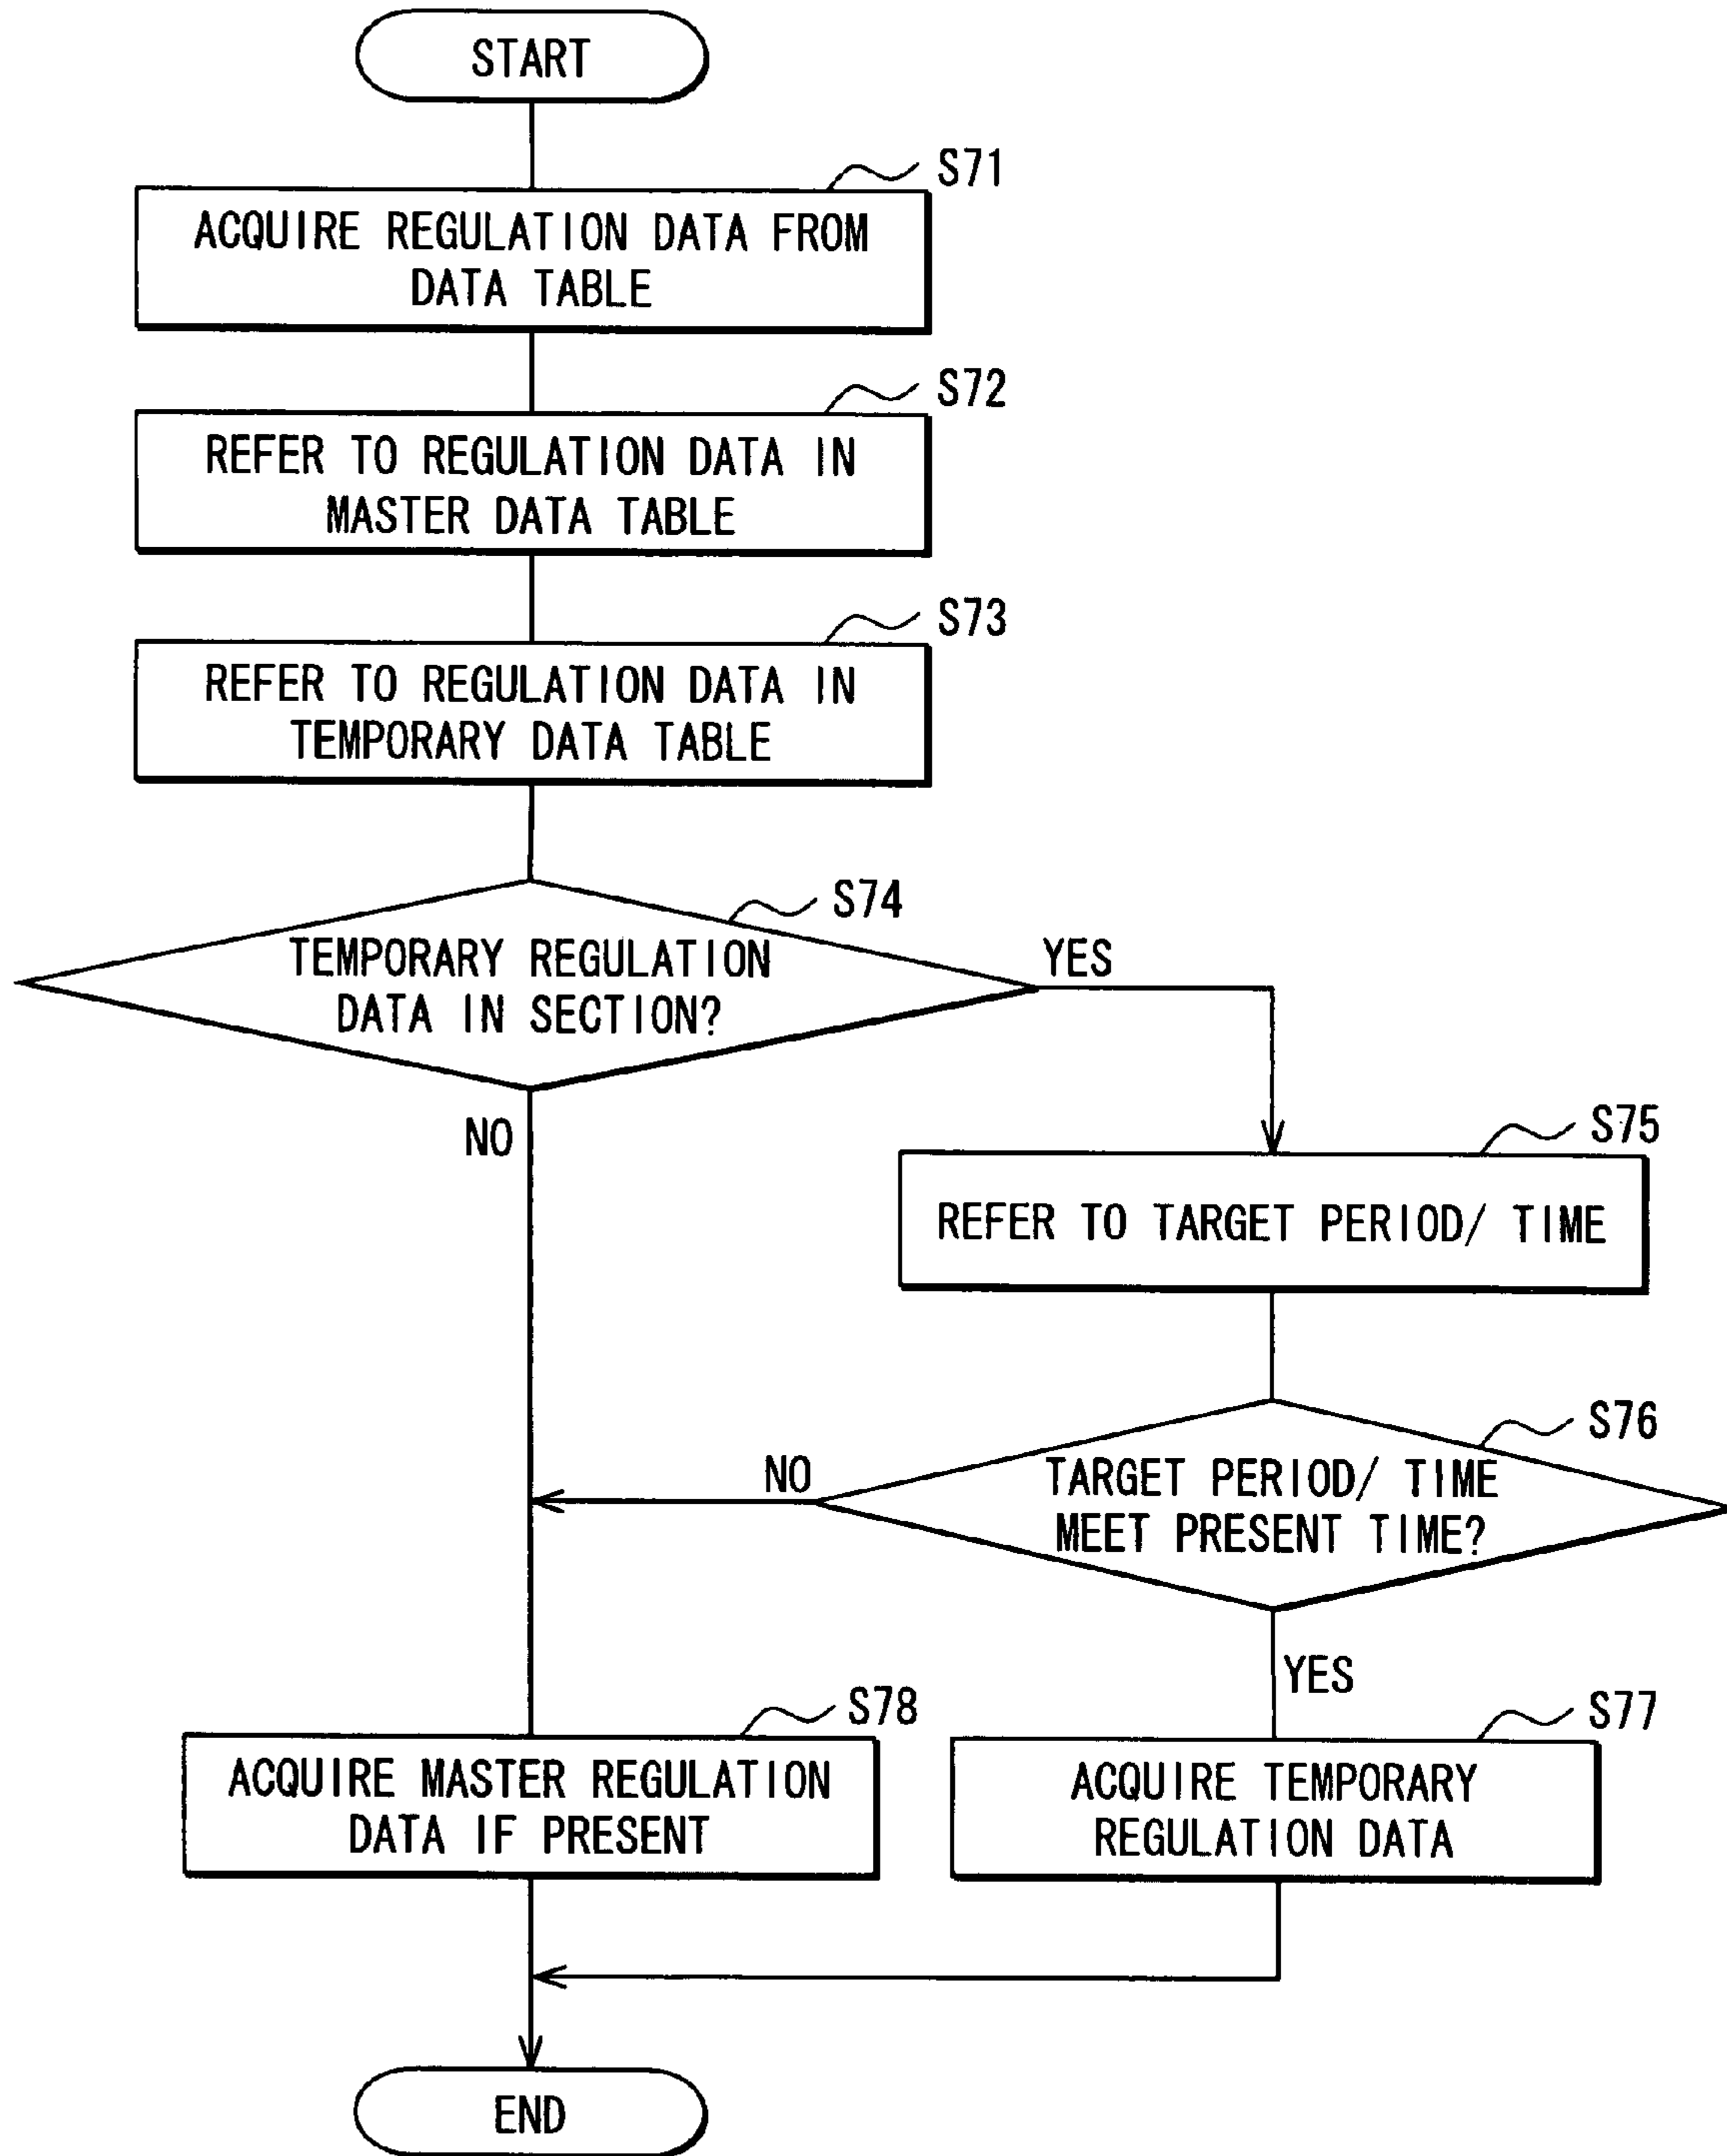 START
S71
ACQUIRE REGULATION DATA FROM
DATA TABLE
S72
REFER TO REGULATION DATA IN
MASTER DATA TABLE
S73
REFER TO REGULATION DATA IN
TEMPORARY DATA TABLE
S74
TEMPORARY REGULATION
DATA IN SECTION?
YES
NO
S75
REFER TO TARGET PERIOD/ TIME
S76
TARGET PERIOD/ TIME
MEET PRESENT TIME?
NO
YES
S78
ACQUIRE MASTER REGULATION
DATA IF PRESENT
S77
ACQUIRE TEMPORARY
REGULATION DATA
END